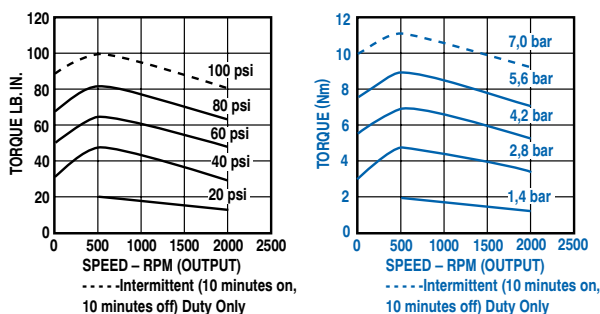 120
100
80
60
40
20
0
TORQUE LB.IN.
100 psi
80 psi
60 psi
40 psi
20 psi
0 500 1000 1500 2000 2500
SPEED – RPM (OUTPUT)
-----Intermittent (10 minutes on,
10 minutes off) Duty Only
12
10
8
6
4
2
0
TORQUE (Nm)
7,0 bar
5,6 bar
4,2 bar
2,8 bar
1,4 bar
0 500 1000 1500 2000 2500
SPEED – RPM (OUTPUT)
-----Intermittent (10 minutes on,
10 minutes off) Duty Only